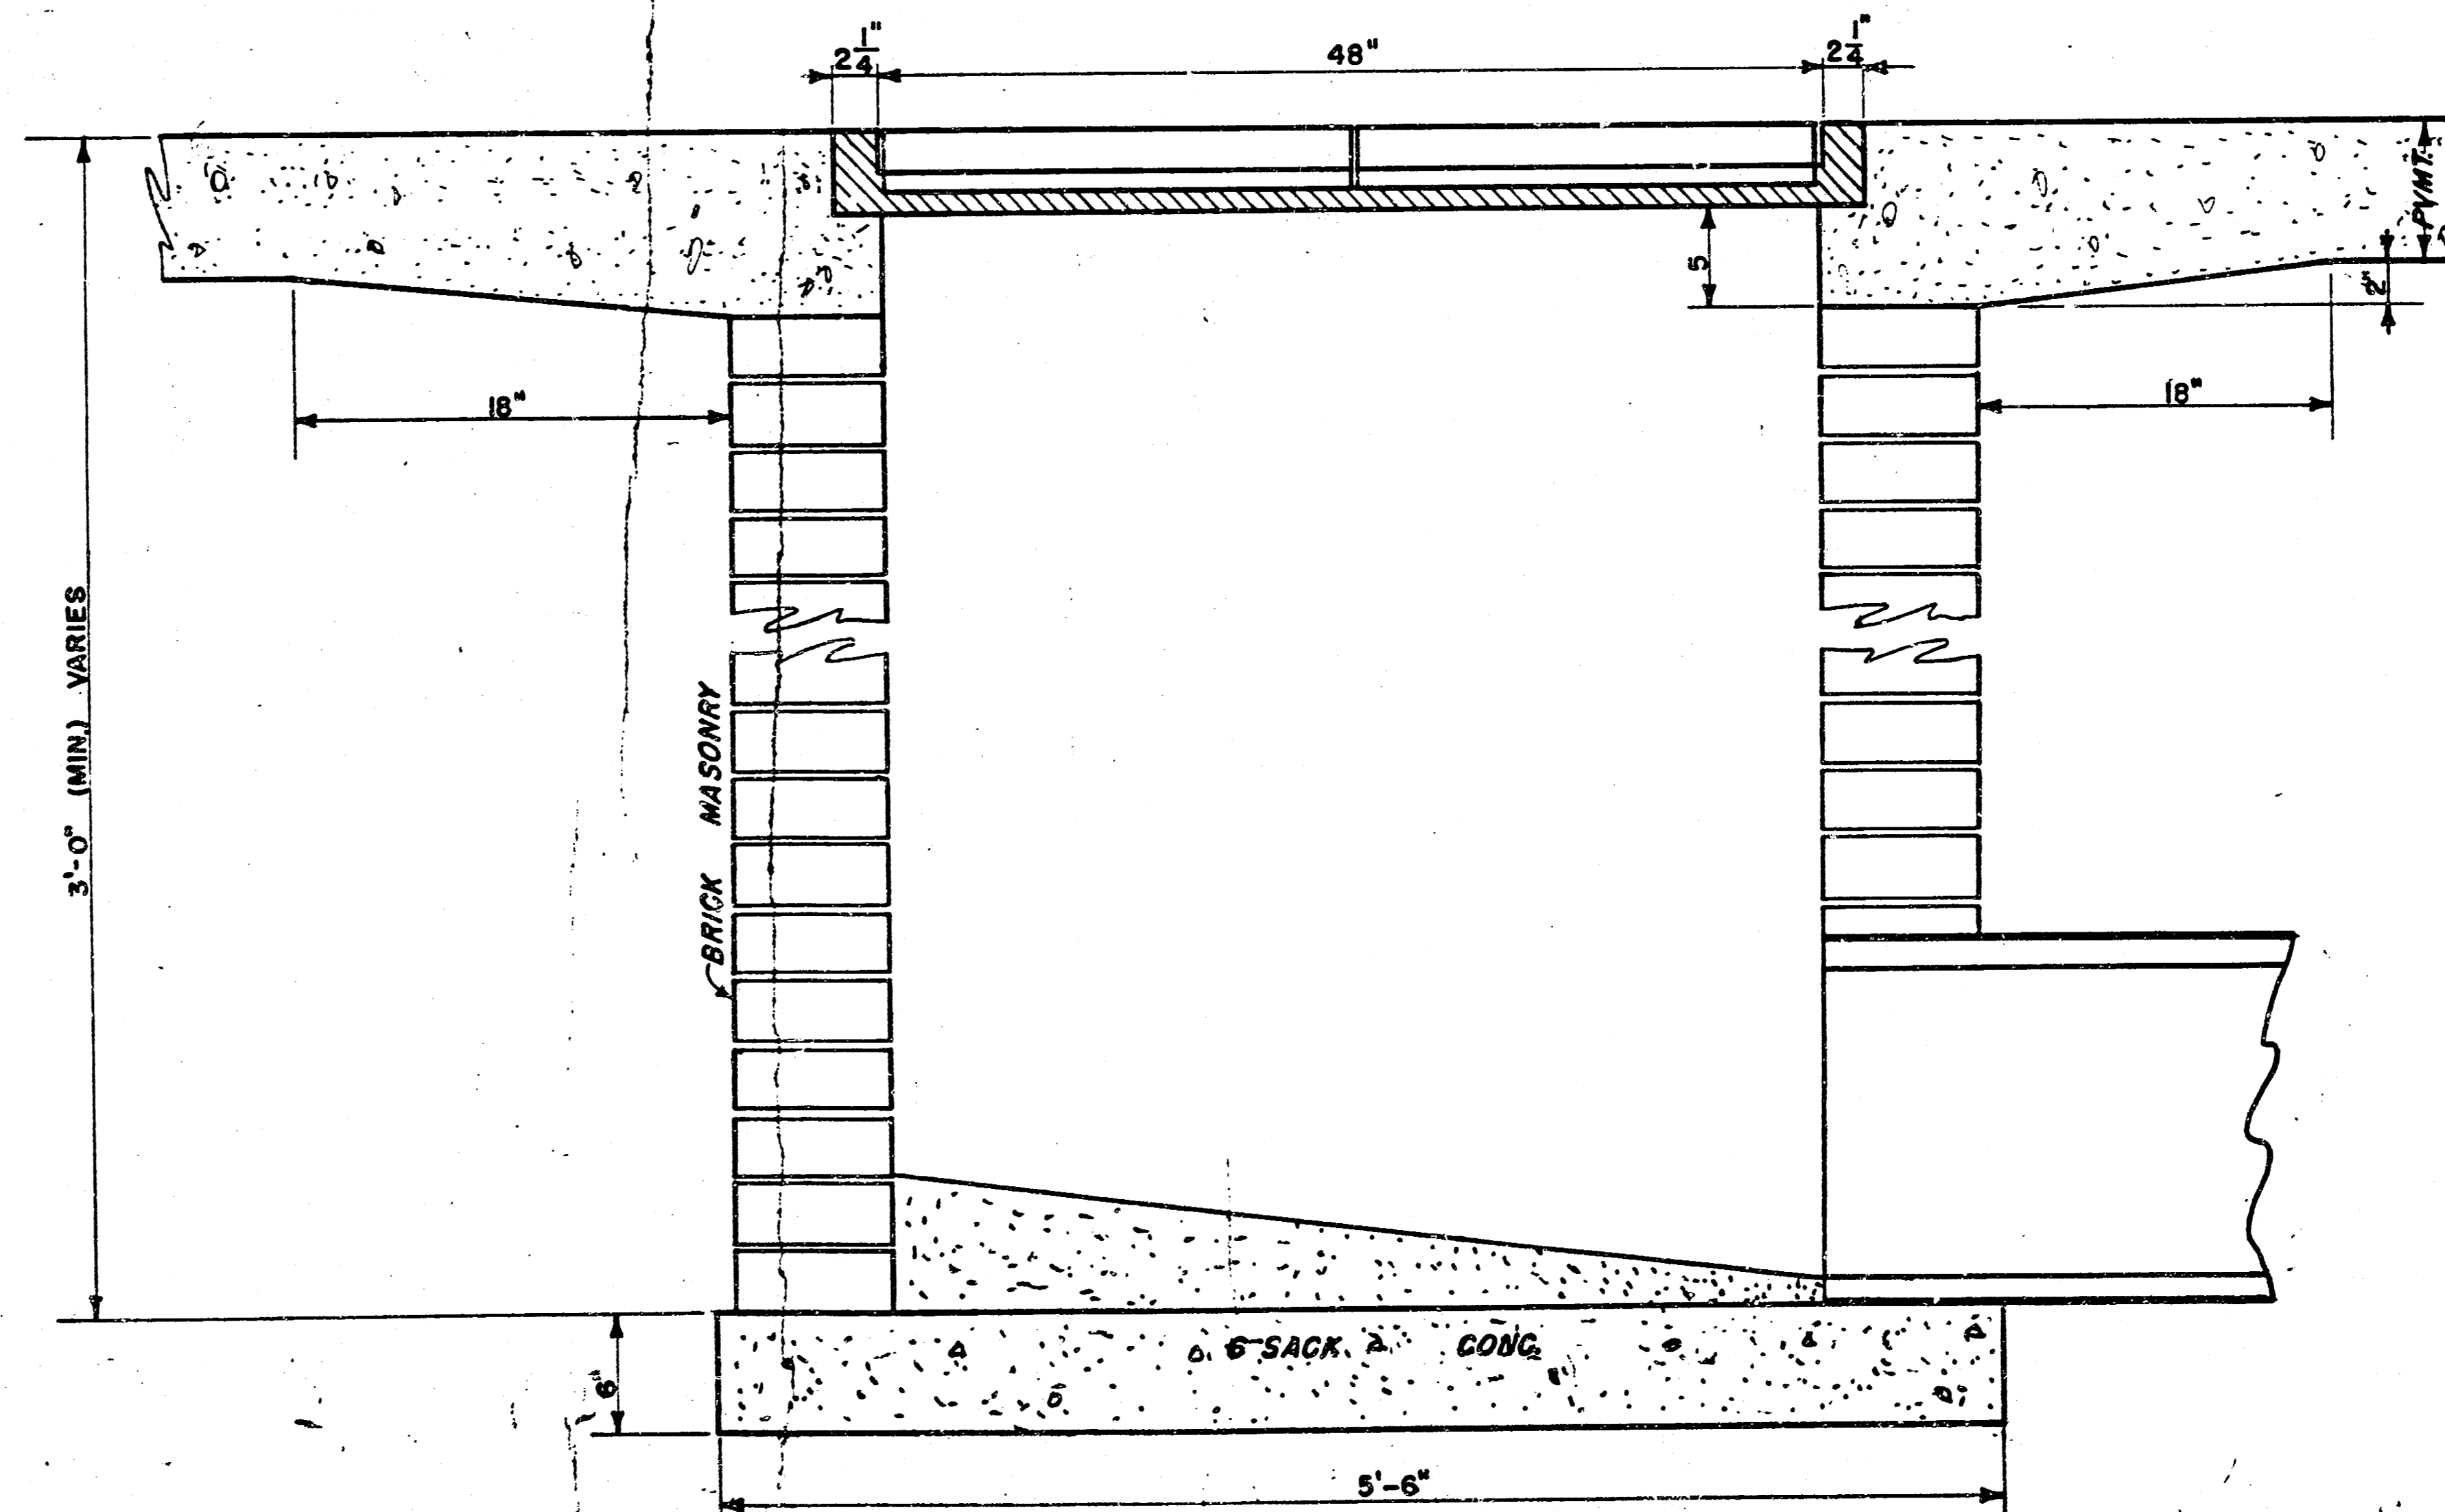 2 1/4"
48"
2 1/4"
PVMT.
5
2"
18"
18"
3'-0" (MIN.) VARIES
BRICK MASONRY
6 SACK CONC.
6"
5'-6"